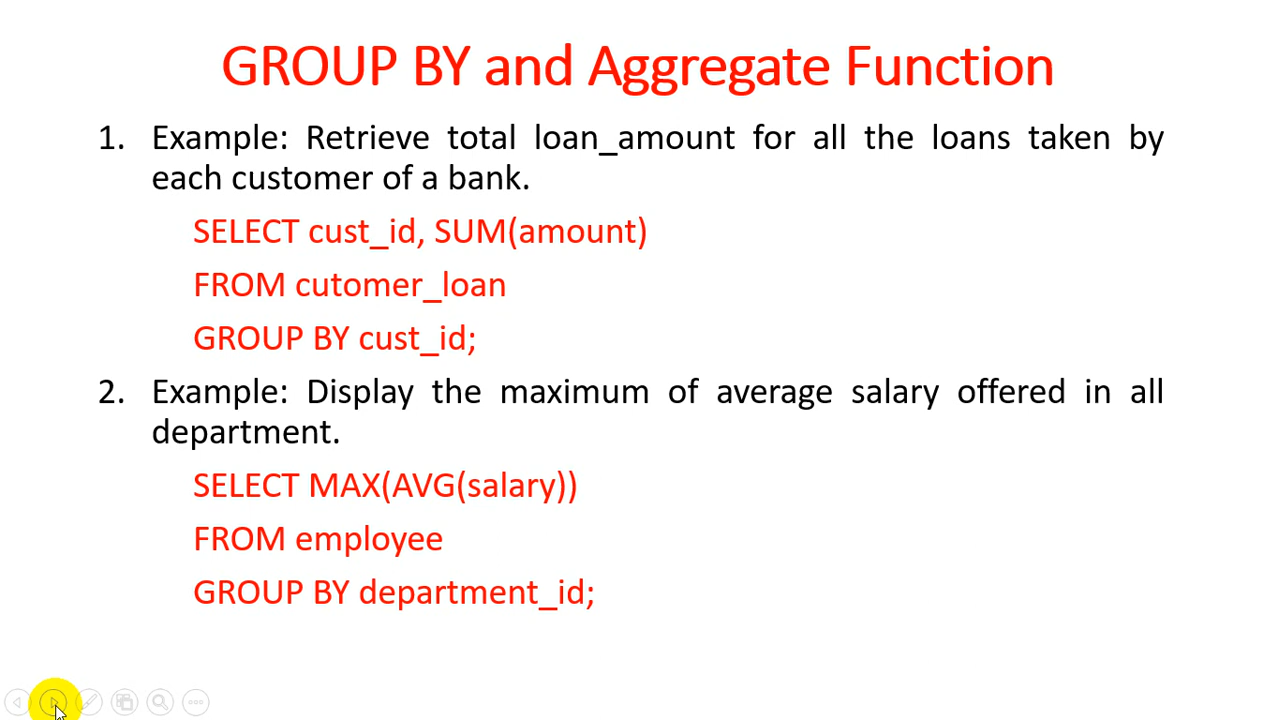 GROUP BY and Aggregate Function
1. Example: Retrieve total loan_amount for all the loans taken by
each customer of a bank.
SELECT cust_id, SUM(amount)
FROM cutomer_loan
GROUP BY cust_id;
2. Example: Display the maximum of average salary offered in all
department.
SELECT MAX(AVG(salary))
FROM employee
GROUP BY department_id;